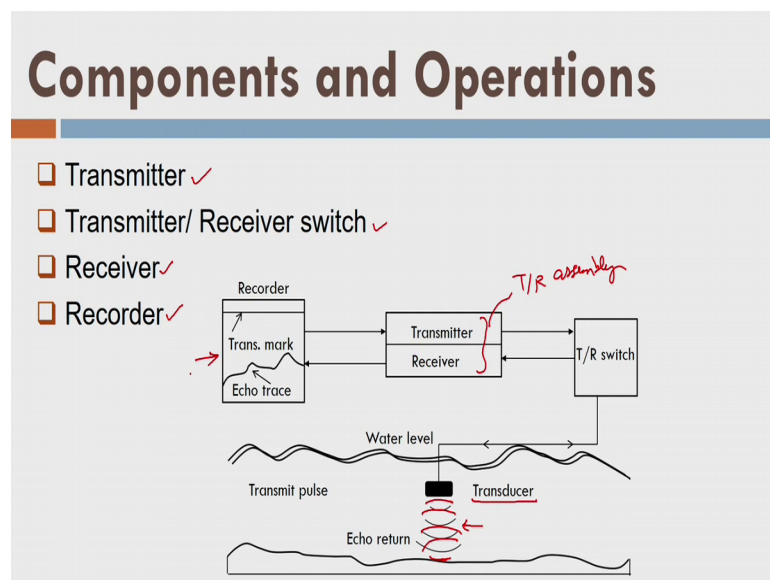 Components and Operations
Transmitter
Transmitter/ Receiver switch
Receiver
Recorder
T/R assembly
Recorder
Trans. mark
Echo trace
Transmitter
Receiver
T/R switch
Water level
Transmit pulse
Transducer
Echo return